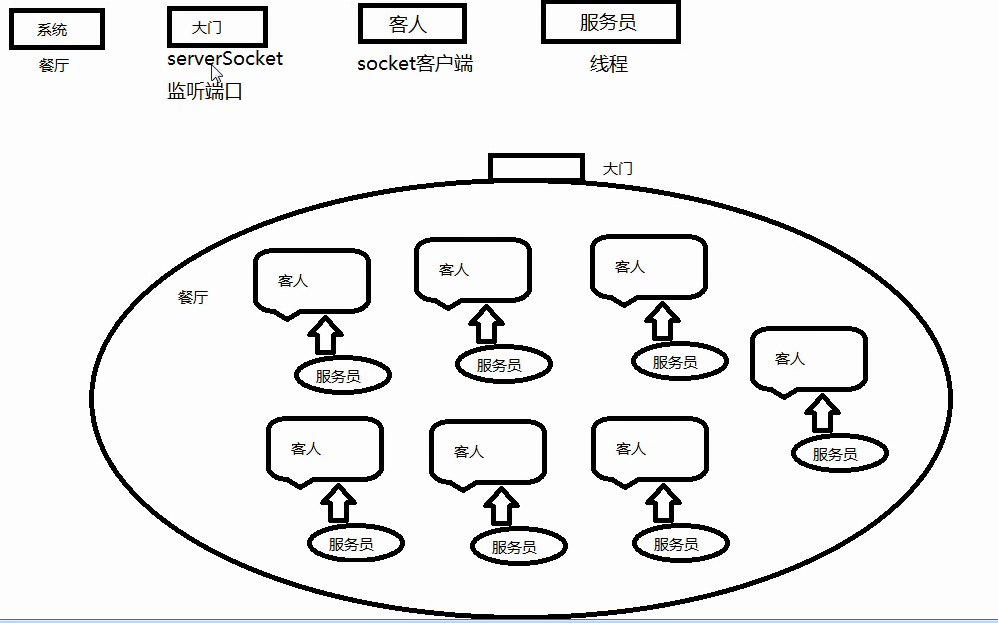 系统
大门
客人
服务员
餐厅
serverSocket
socket客户端
线程
监听端口
大门
餐厅
客人
客人
客人
客人
服务员
服务员
服务员
服务员
客人
客人
客人
服务员
服务员
服务员